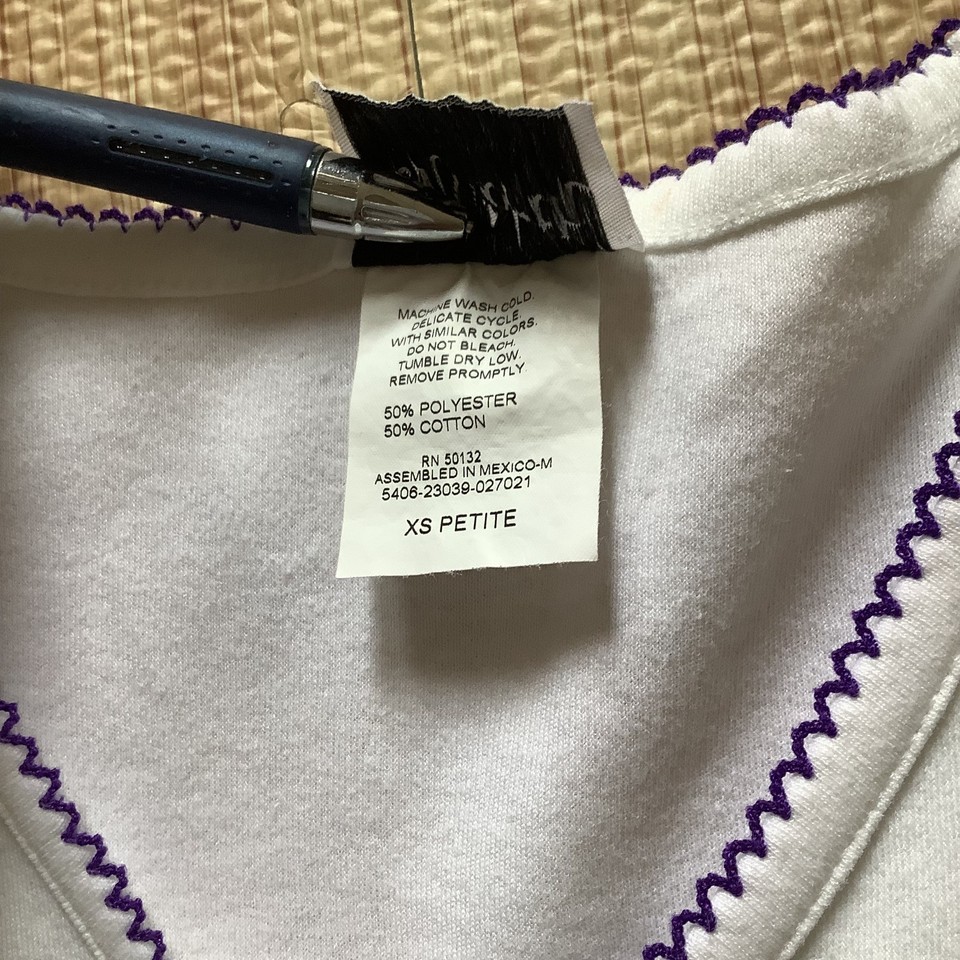 MACHINE WASH COLD.
DELICATE CYCLE.
WITH SIMILAR COLORS.
DO NOT BLEACH.
TUMBLE DRY LOW.
REMOVE PROMPTLY.
50% POLYESTER
50% COTTON
RN 50132
ASSEMBLED IN MEXICO-M
5406-23039-027021
XS PETITE